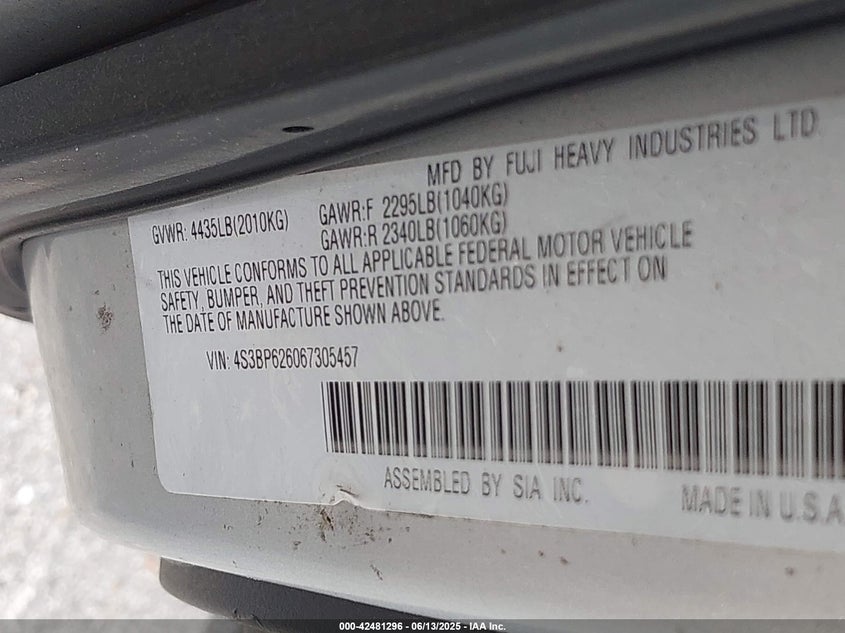 MFD BY FUJI HEAVY INDUSTRIES LTD.
GVWR: 4435LB(2010KG) GAWR:F 2295LB(1040KG)
GAWR:R 2340LB(1060KG)
THIS VEHICLE CONFORMS TO ALL APPLICABLE FEDERAL MOTOR VEHICLE
SAFETY, BUMPER, AND THEFT PREVENTION STANDARDS IN EFFECT ON
THE DATE OF MANUFACTURE SHOWN ABOVE.
VIN: 4S3BP626067305457
ASSEMBLED BY SIA INC.
MADE IN U.S.A
000-42481296 - 06/13/2025 - IAA Inc.